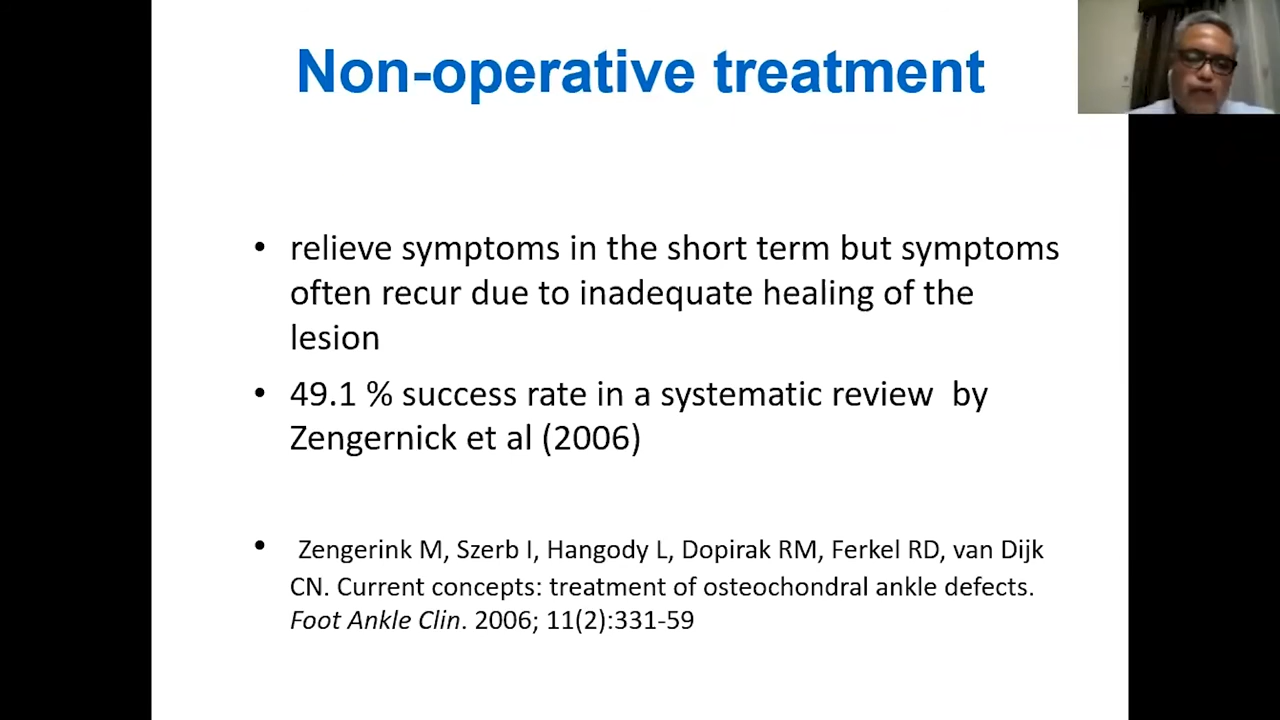 Non-operative treatment
• relieve symptoms in the short term but symptoms
often recur due to inadequate healing of the
lesion
• 49.1 % success rate in a systematic review by
Zengernick et al (2006)
• Zengerink M, Szerb I, Hangody L, Dopirak RM, Ferkel RD, van Dijk
CN. Current concepts: treatment of osteochondral ankle defects.
Foot Ankle Clin. 2006; 11(2):331-59